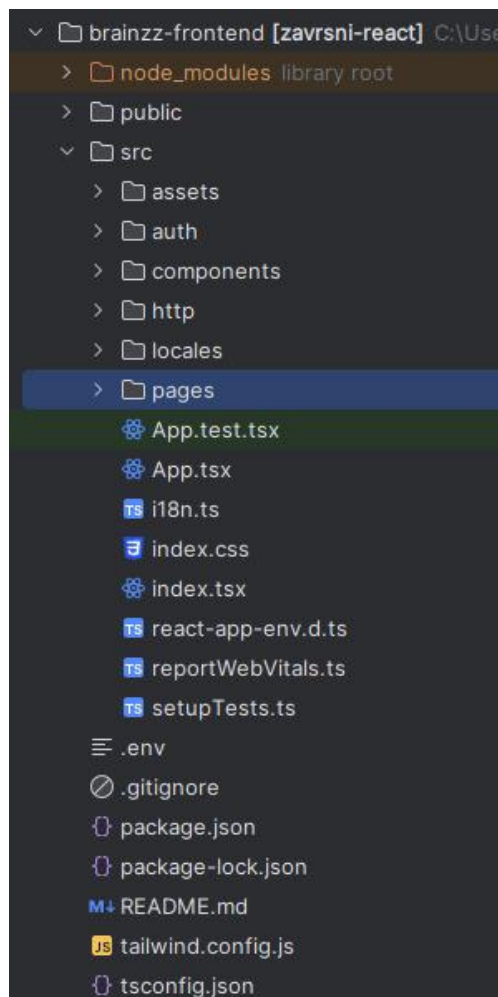 brainzz-frontend [zavrsni-react] C:\Use
node_modules library root
public
src
assets
auth
components
http
locales
pages
App.test.tsx
App.tsx
TS i18n.ts
index.css
index.tsx
TS react-app-env.d.ts
TS reportWebVitals.ts
TS setupTests.ts
.env
.gitignore
{} package.json
{} package-lock.json
M↓ README.md
JS tailwind.config.js
{} tsconfig.json